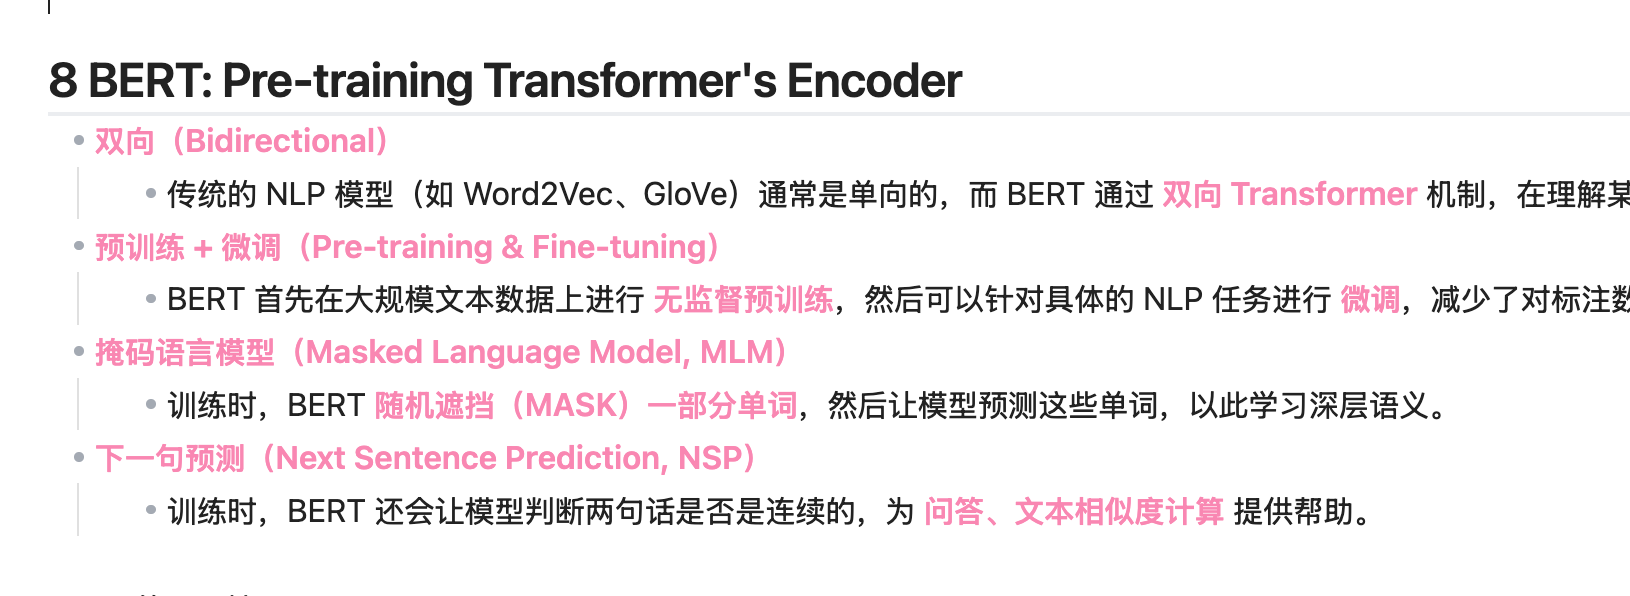 8 BERT: Pre-training Transformer's Encoder
双向（Bidirectional）
传统的 NLP 模型（如 Word2Vec、GloVe）通常是单向的，而 BERT 通过 双向 Transformer 机制，在理解某
预训练 + 微调（Pre-training & Fine-tuning）
BERT 首先在大规模文本数据上进行 无监督预训练，然后可以针对具体的 NLP 任务进行 微调，减少了对标注数
掩码语言模型（Masked Language Model, MLM）
训练时，BERT 随机遮挡（MASK）一部分单词，然后让模型预测这些单词，以此学习深层语义。
下一句预测（Next Sentence Prediction, NSP）
训练时，BERT 还会让模型判断两句话是否是连续的，为 问答、文本相似度计算 提供帮助。